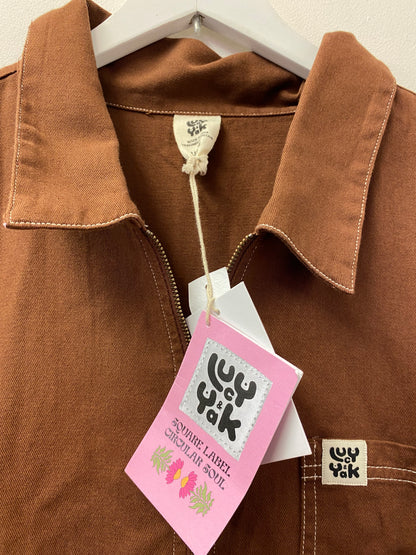 Lucy
&
Yak
Lucy
&
Yak
SQUARE LABEL
CIRCULAR SOUL
Lucy
&
Yak